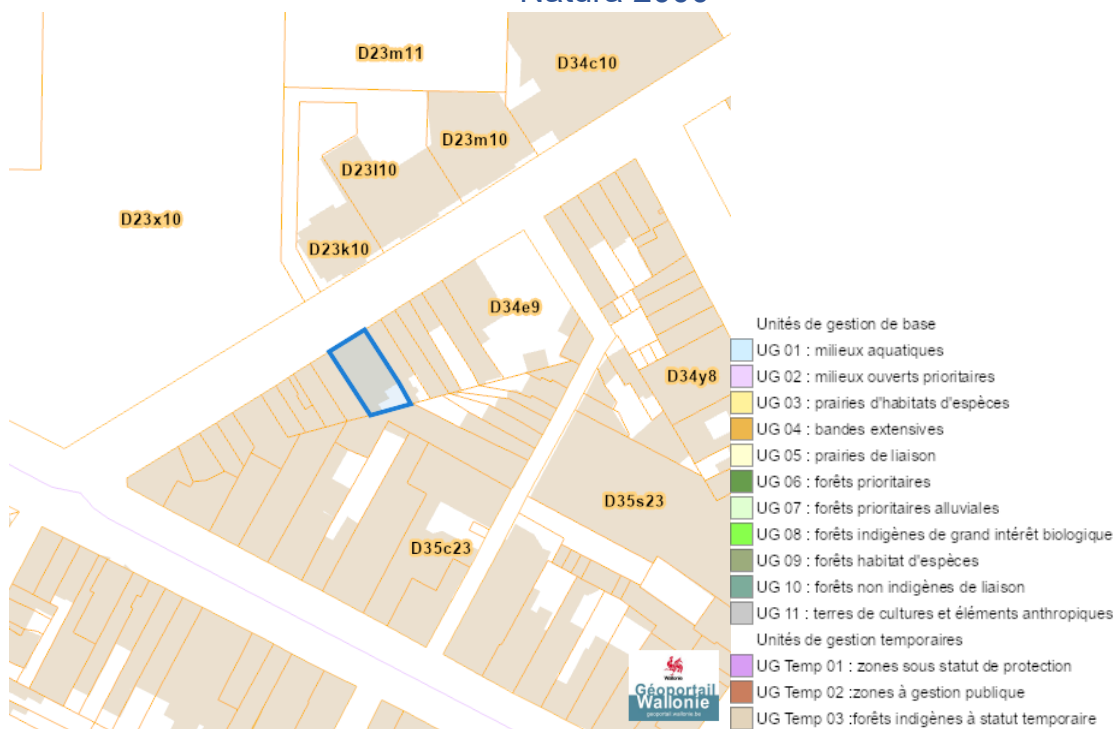 Natura 2000
D23m11
D34c10
D23m10
D23l10
D23x10
D23k10
D34e9
D34y8
D35s23
D35c23
Unités de gestion de base
UG 01 : milieux aquatiques
UG 02 : milieux ouverts prioritaires
UG 03 : prairies d'habitats d'espèces
UG 04 : bandes extensives
UG 05 : prairies de liaison
UG 06 : forêts prioritaires
UG 07 : forêts prioritaires alluviales
UG 08 : forêts indigènes de grand intérêt biologique
UG 09 : forêts habitat d'espèces
UG 10 : forêts non indigènes de liaison
UG 11 : terres de cultures et éléments anthropiques
Unités de gestion temporaires
UG Temp 01 : zones sous statut de protection
UG Temp 02 :zones à gestion publique
UG Temp 03 :forêts indigènes à statut temporaire
Wallonie
Géoportail
Wallonie
geoportail.wallonie.be